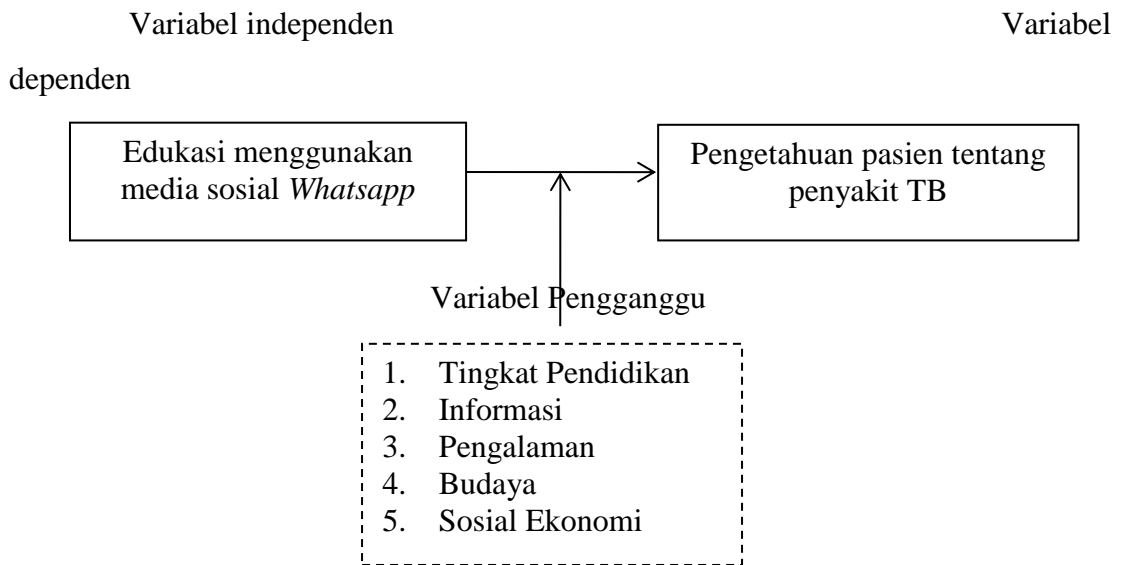 Variabel independen Variabel
dependen
Edukasi menggunakan
media sosial Whatsapp
Pengetahuan pasien tentang
penyakit TB
Variabel Pengganggu
1. Tingkat Pendidikan
2. Informasi
3. Pengalaman
4. Budaya
5. Sosial Ekonomi